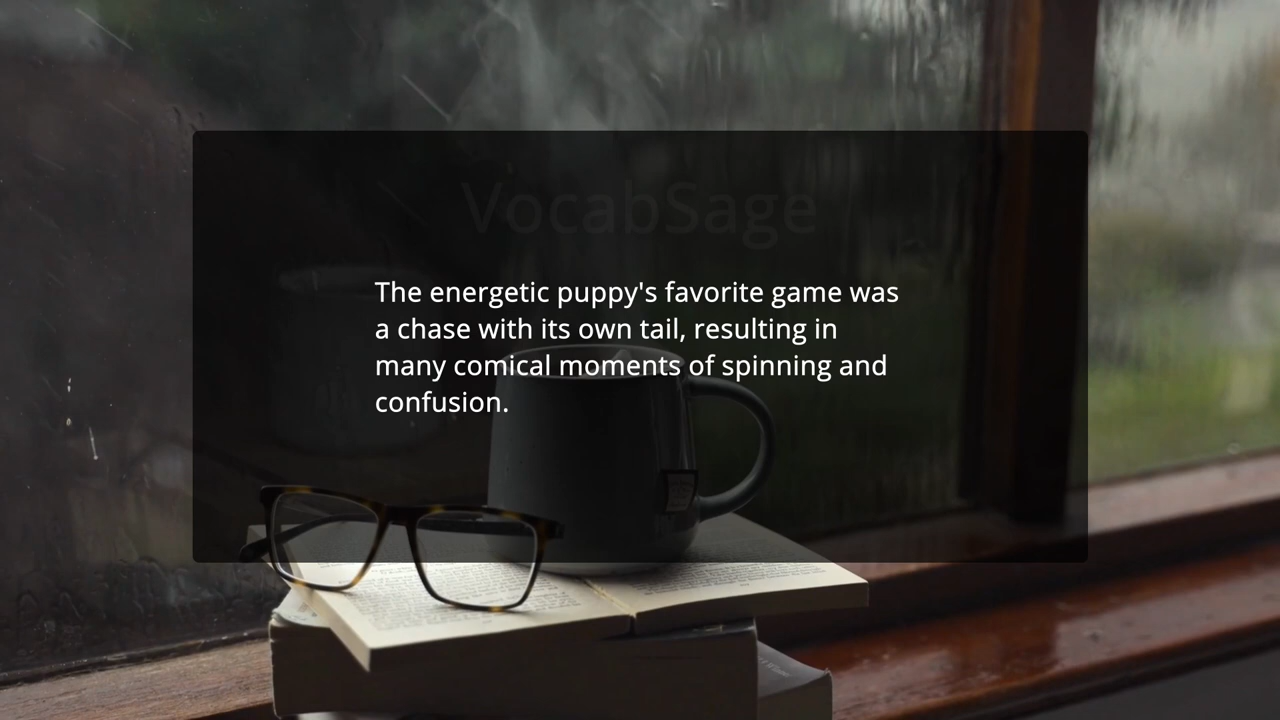 VocabSage
The energetic puppy's favorite game was
a chase with its own tail, resulting in
many comical moments of spinning and
confusion.